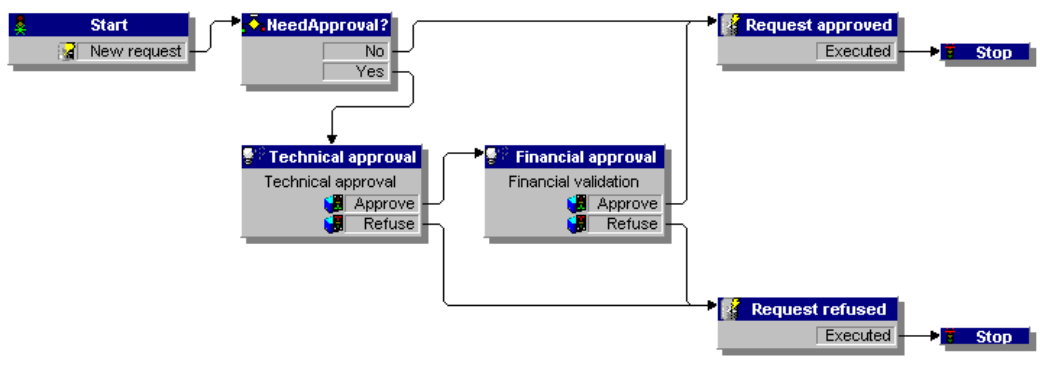 Start
New request
NeedApproval?
No
Yes
Request approved
Executed
Stop
Technical approval
Technical approval
Approve
Refuse
Financial approval
Financial validation
Approve
Refuse
Request refused
Executed
Stop